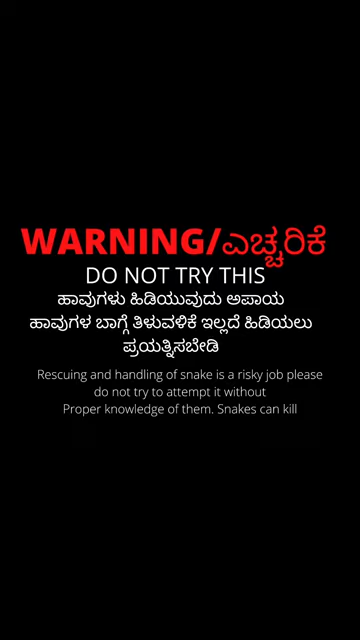 WARNING/ಎಚ್ಚರಿಕೆ
DO NOT TRY THIS
ಹಾವುಗಳು ಹಿಡಿಯುವುದು ಅಪಾಯ
ಹಾವುಗಳ ಬಾಗ್ಗೆ ತಿಳುವಳಿಕೆ ಇಲ್ಲದೆ ಹಿಡಿಯಲು
ಪ್ರಯತ್ನಿಸಬೇಡಿ
Rescuing and handling of snake is a risky job please
do not try to attempt it without
Proper knowledge of them. Snakes can kill